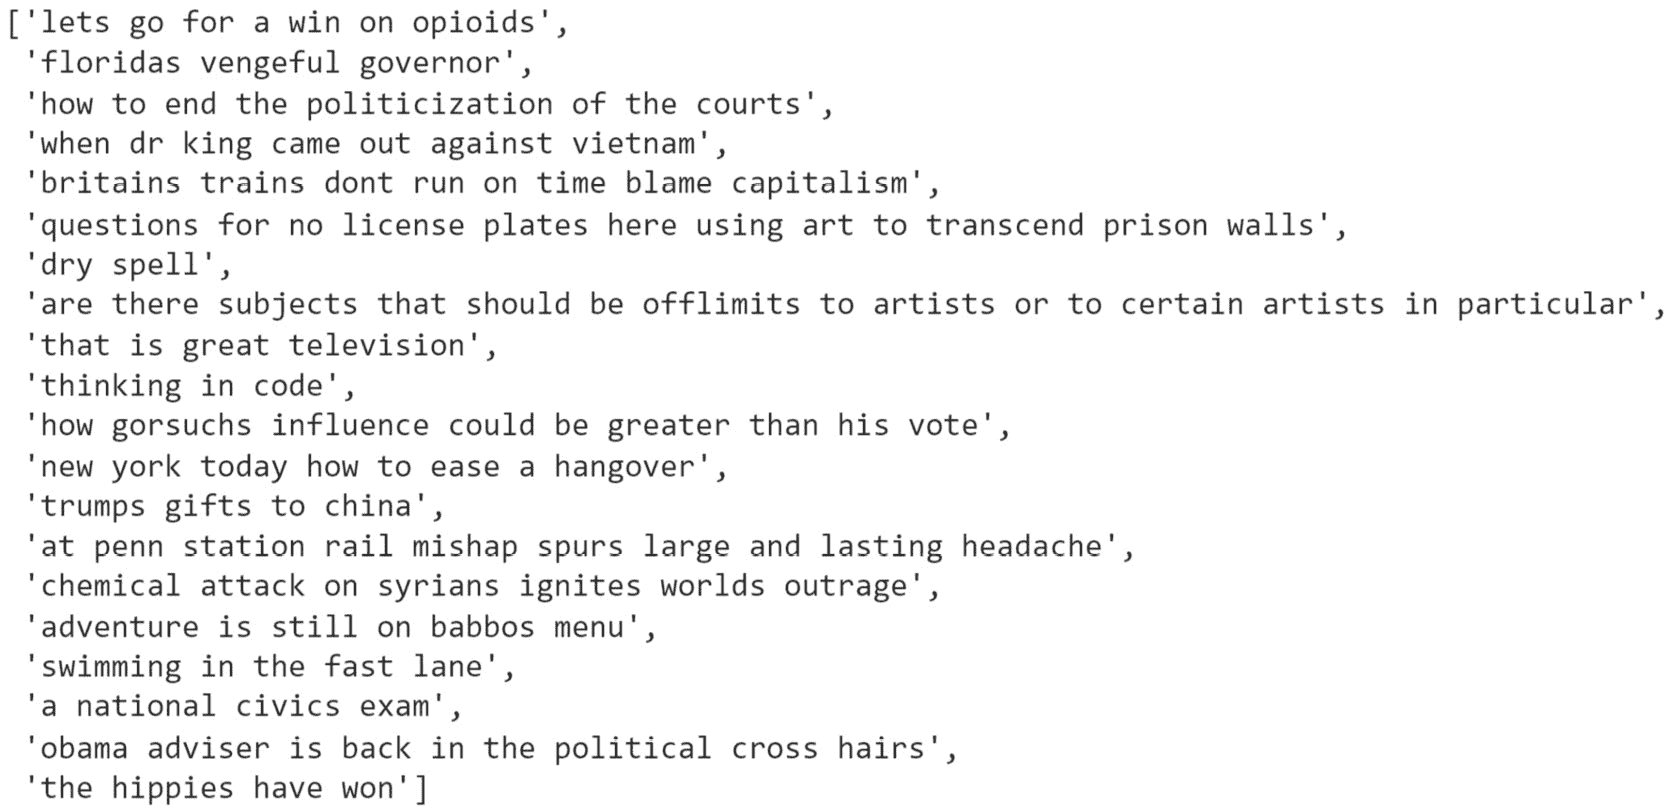 ['lets go for a win on opioids',
'floridas vengeful governor',
'how to end the politicization of the courts',
'when dr king came out against vietnam',
'britains trains dont run on time blame capitalism',
'questions for no license plates here using art to transcend prison walls',
'dry spell',
'are there subjects that should be offlimits to artists or to certain artists in particular',
'that is great television',
'thinking in code',
'how gorsuchs influence could be greater than his vote',
'new york today how to ease a hangover',
'trumps gifts to china',
'at penn station rail mishap spurs large and lasting headache',
'chemical attack on syrians ignites worlds outrage',
'adventure is still on babbos menu',
'swimming in the fast lane',
'a national civics exam',
'obama adviser is back in the political cross hairs',
'the hippies have won']